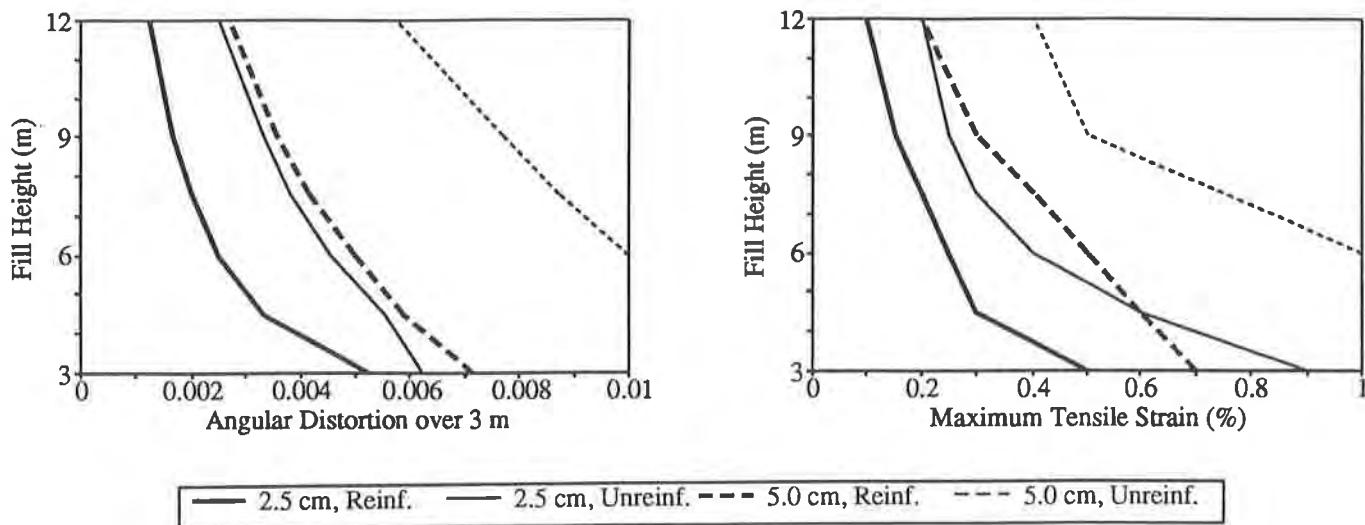 12
9
6
3
Fill Height (m)
0 0.002 0.004 0.006 0.008 0.01
Angular Distortion over 3 m
12
9
6
3
Fill Height (m)
0 0.2 0.4 0.6 0.8 1
Maximum Tensile Strain (%)
2.5 cm, Reinf. 2.5 cm, Unreinf. 5.0 cm, Reinf. 5.0 cm, Unreinf.